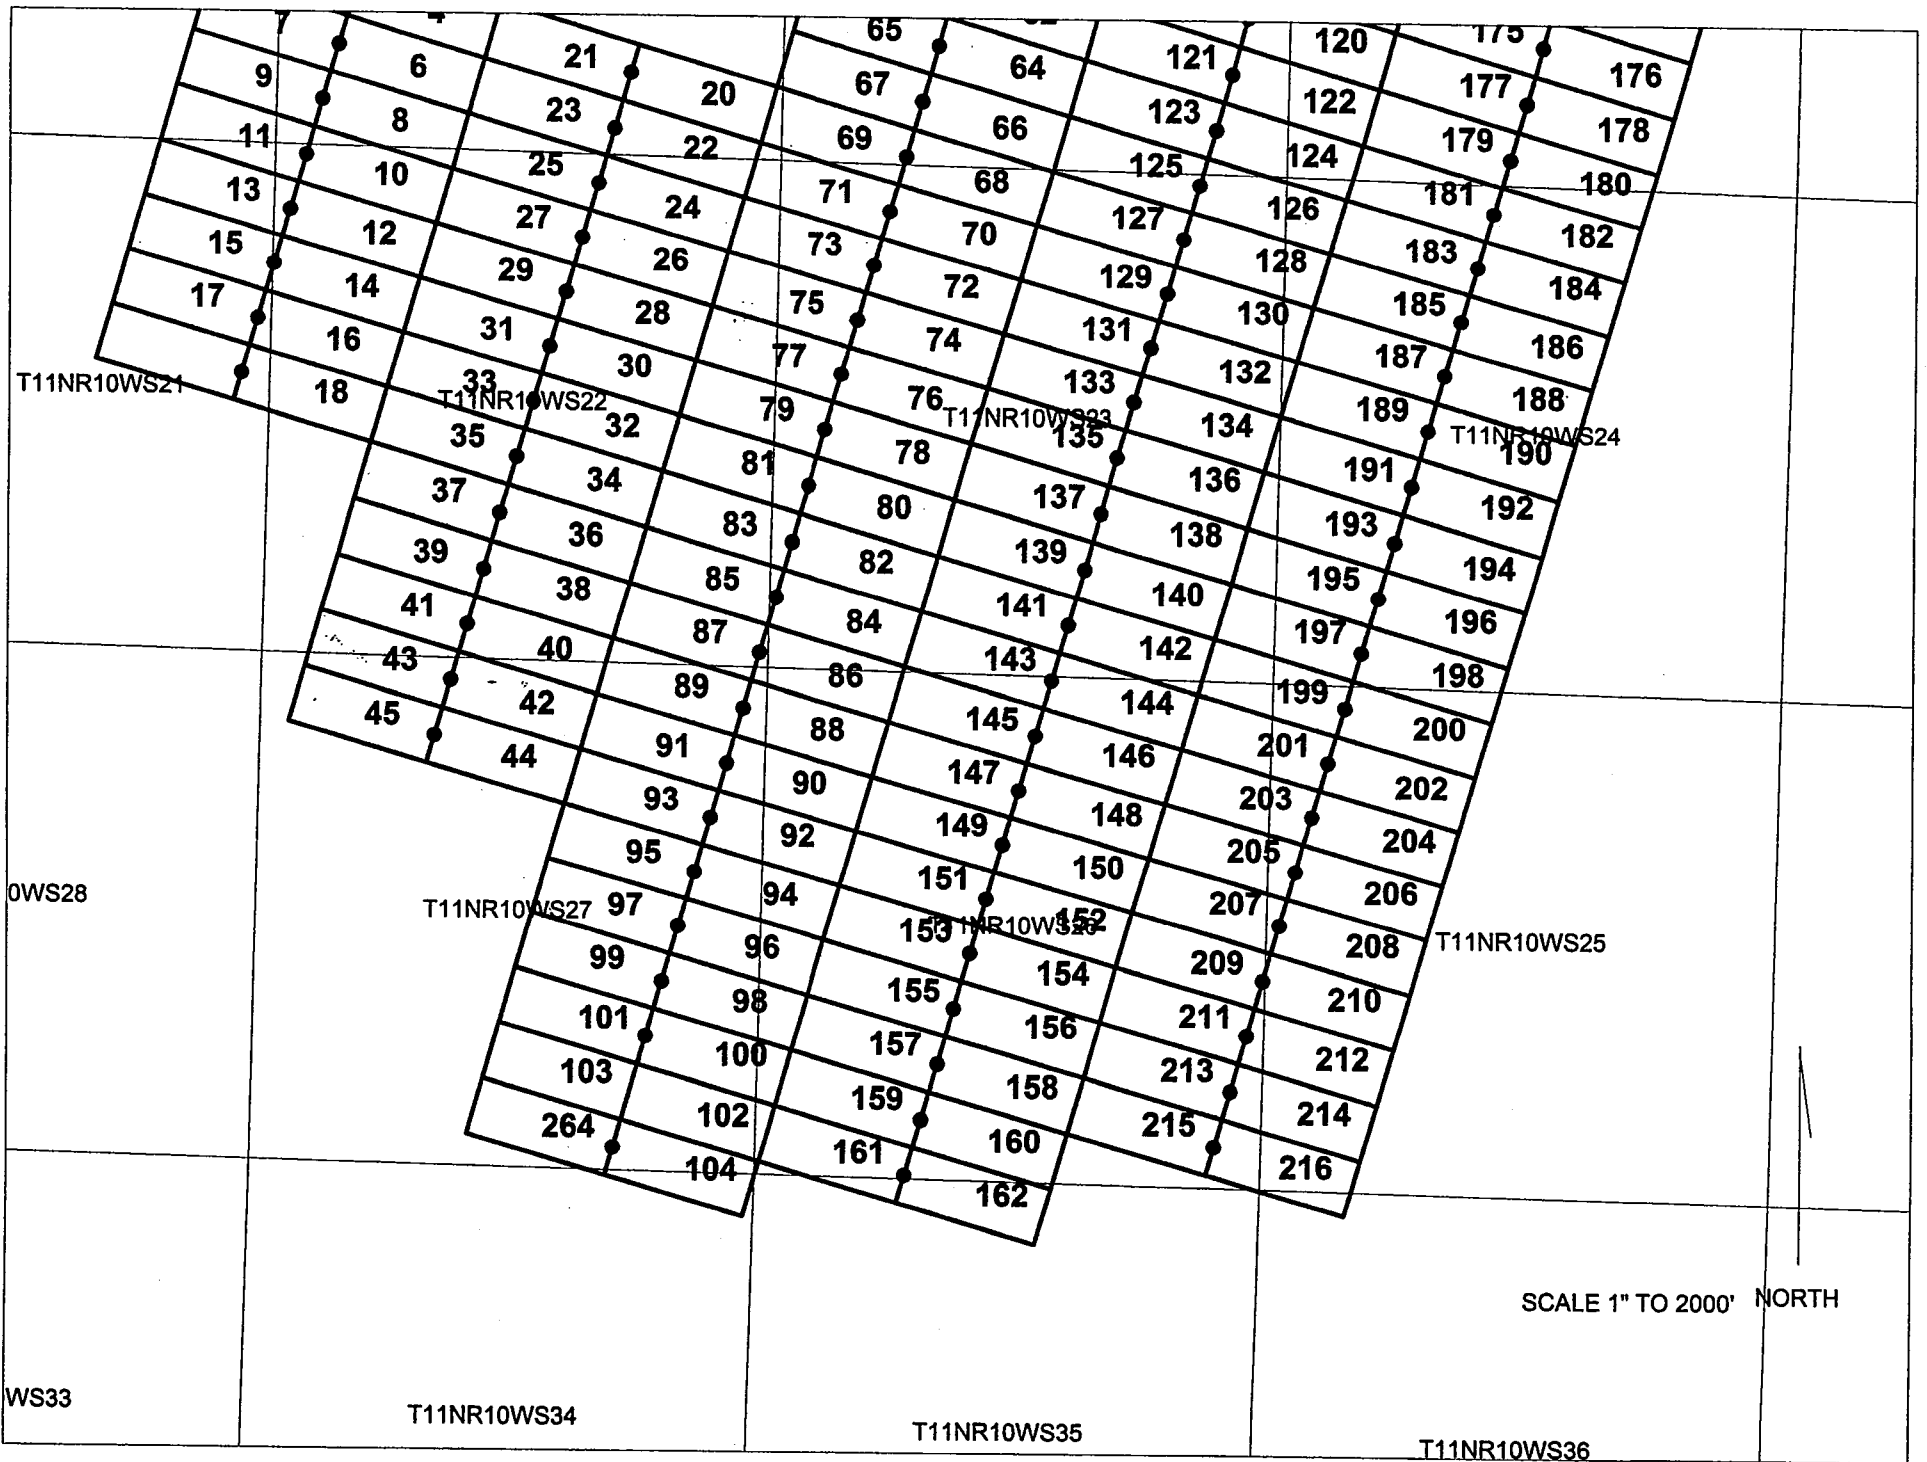 7 4 65 62 120 175
9 6 21 20 67 64 121 122 177 176
11 8 23 22 69 66 123 124 179 178
13 10 25 24 71 68 125 126 181 180
15 12 27 26 73 70 127 128 183 182
17 14 29 28 75 72 129 130 185 184
16 31 30 77 74 131 132 187 186
18 33 32 79 76 133 134 189 188
T11NR10WS21 T11NR10WS22 T11NR10WS23 T11NR10WS24
35 34 81 78 135 136 191 190
37 36 83 80 137 138 193 192
39 38 85 82 139 140 195 194
41 40 87 84 141 142 197 196
43 42 89 86 143 144 199 198
45 44 91 88 145 146 201 200
93 90 147 148 203 202
95 92 149 150 205 204
97 94 151 152 207 206
0WS28 T11NR10WS27 T11NR10WS26 T11NR10WS25
99 96 153 154 209 208
101 98 155 156 211 210
103 100 157 158 213 212
264 102 159 160 215 214
104 161 162 216
SCALE 1" TO 2000' NORTH
WS33 T11NR10WS34 T11NR10WS35 T11NR10WS36